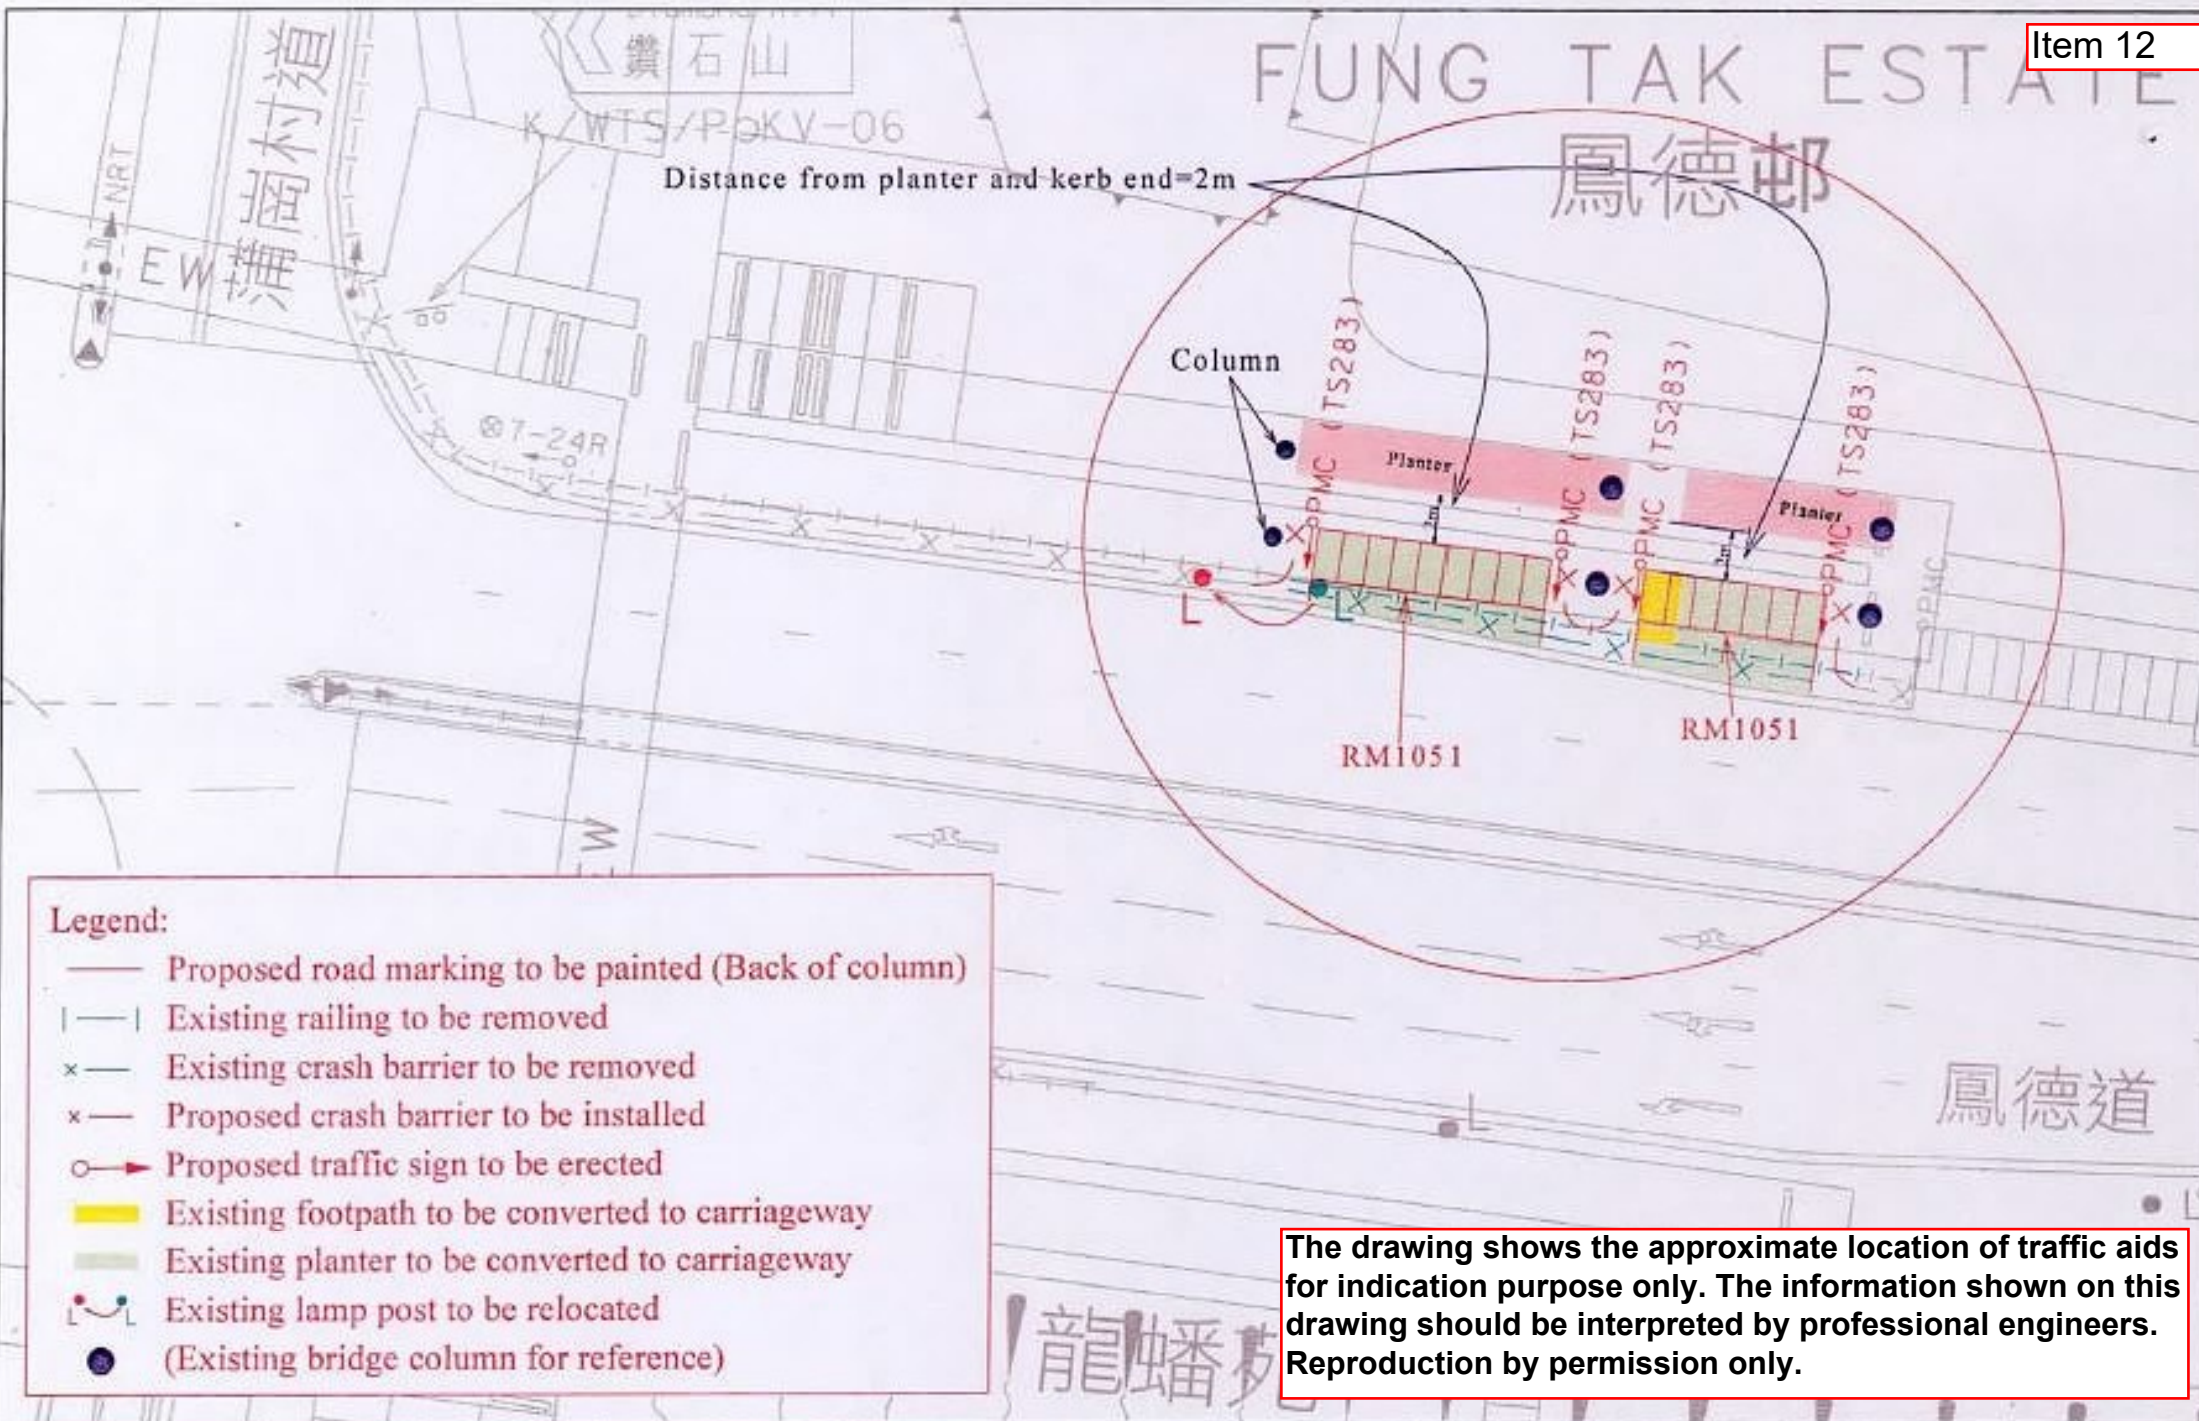 Item 12
FUNG TAK ESTATE
鳳德邨
鑽石山
K/WTS/PoKV-06
蒲崗村道
NRT
EW
Distance from planter and kerb end=2m
Column
⊗7-24R
PMC (TS283)
PMC (TS283)
PMC (TS283)
PMC (TS283)
Planter
Planter
2m
2m
PMC
L
L
RM1051
RM1051
EW
L
鳳德道
L
龍蟠苑
Legend:
Proposed road marking to be painted (Back of column)
Existing railing to be removed
Existing crash barrier to be removed
Proposed crash barrier to be installed
Proposed traffic sign to be erected
Existing footpath to be converted to carriageway
Existing planter to be converted to carriageway
L L Existing lamp post to be relocated
(Existing bridge column for reference)
The drawing shows the approximate location of traffic aids
for indication purpose only. The information shown on this
drawing should be interpreted by professional engineers.
Reproduction by permission only.